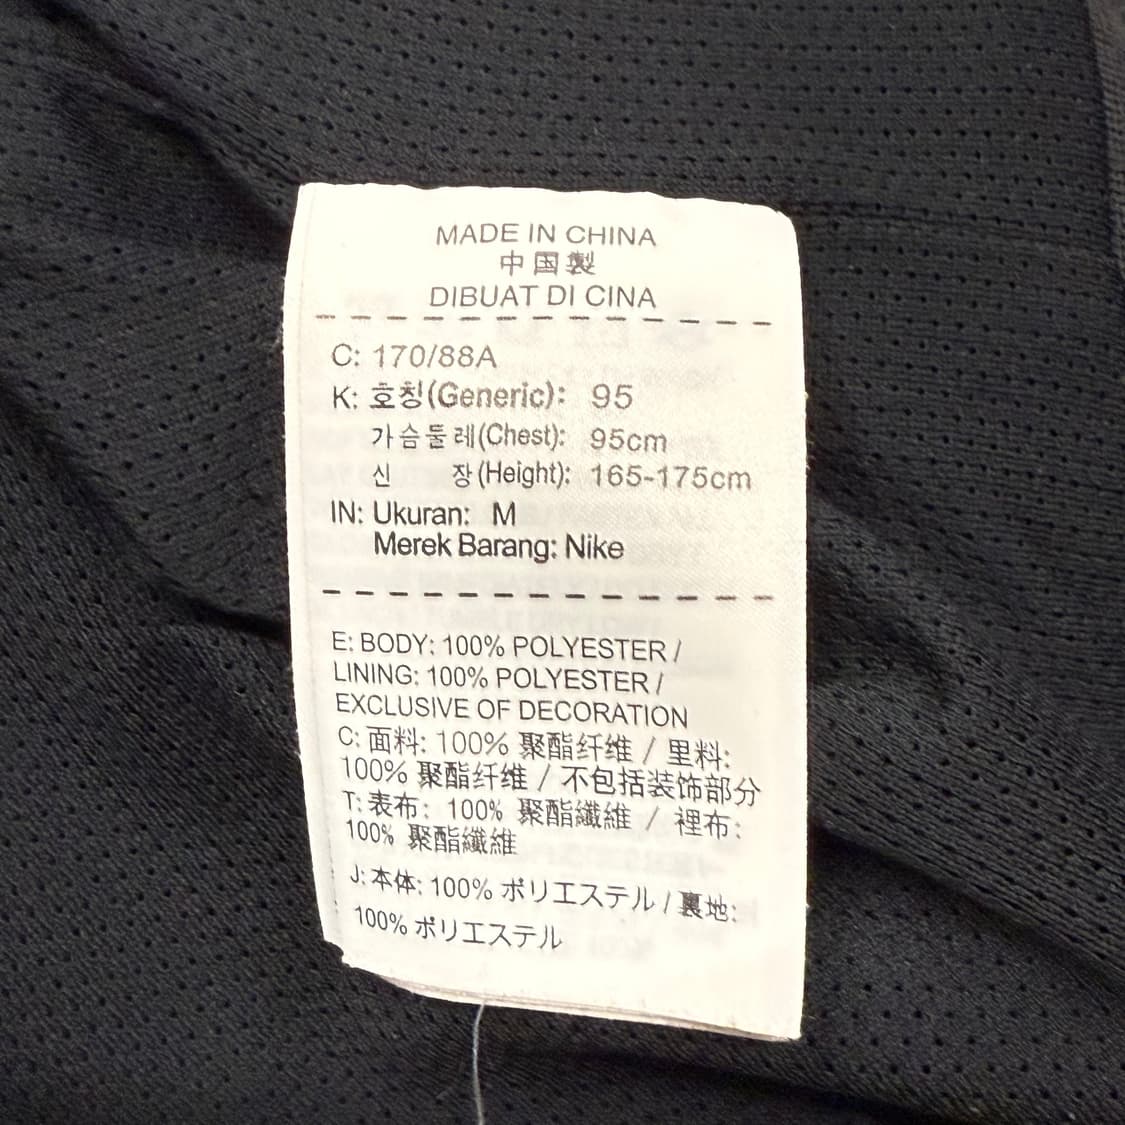 MADE IN CHINA
中国製
DIBUAT DI CINA
C: 170/88A
K: 호칭(Generic): 95
가슴둘레(Chest): 95cm
신 장(Height): 165-175cm
IN: Ukuran: M
Merek Barang: Nike
E: BODY: 100% POLYESTER /
LINING: 100% POLYESTER /
EXCLUSIVE OF DECORATION
C: 面料: 100% 聚酯纤维 / 里料:
100% 聚酯纤维 / 不包括装饰部分
T: 表布: 100% 聚酯纖維 / 裡布:
100% 聚酯纖維
J: 本体: 100% ポリエステル / 裏地:
100% ポリエステル